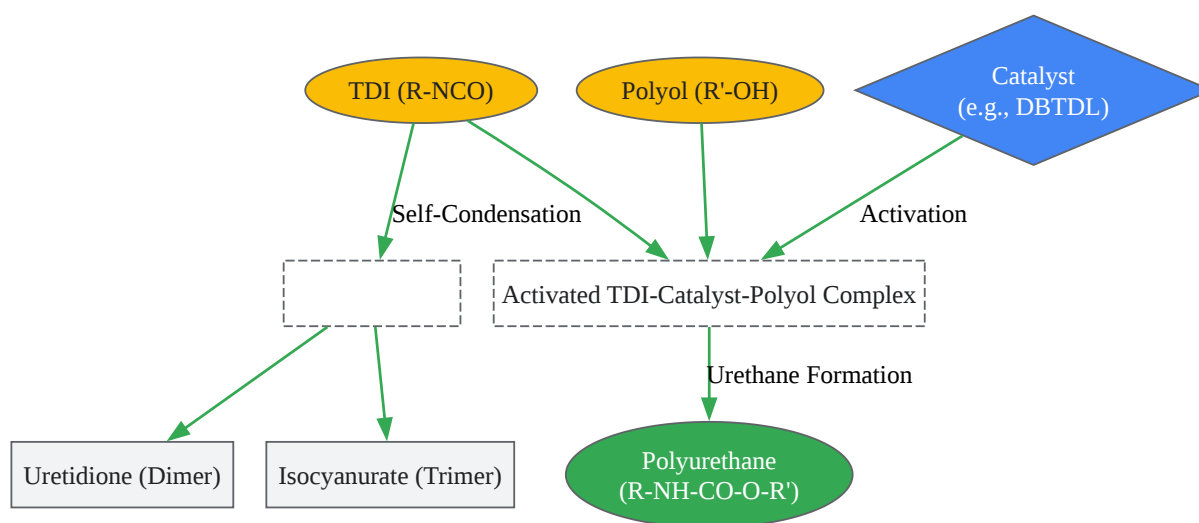 TDI (R-NCO)
Polyol (R'-OH)
Catalyst
(e.g., DBTDL)
Self-Condensation
Activation
Activated TDI-Catalyst-Polyol Complex
Urethane Formation
Uretidione (Dimer)
Isocyanurate (Trimer)
Polyurethane
(R-NH-CO-O-R')